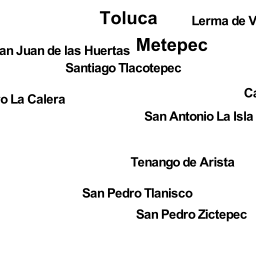 Toluca
Lerma de V
an Juan de las Huertas
Metepec
Santiago Tlacotepec
Ca
o La Calera
San Antonio La Isla
Tenango de Arista
San Pedro Tlanisco
San Pedro Zictepec